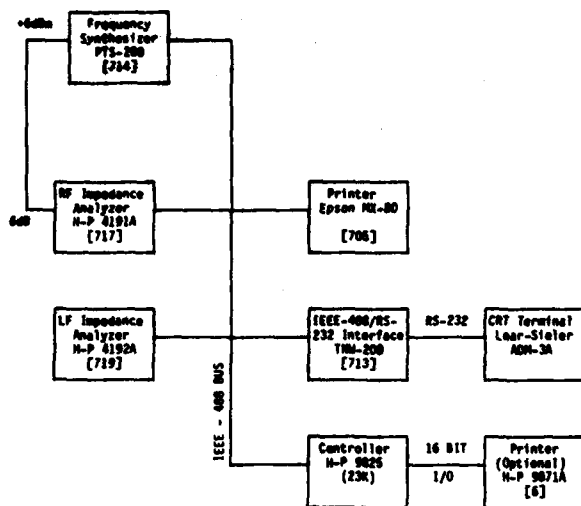 +6dBm
Frequency
Synthesizer
PTS-200
[714]
RF Impedance
Analyzer
H-P 4191A
[717]
6dB
Printer
Epson MX-80
[706]
LF Impedance
Analyzer
H-P 4192A
[719]
IEEE-488/RS-
232 Interface
TNW-200
[713]
RS-232
CRT Terminal
Lear-Sieler
ADM-3A
IEEE - 488 BUS
Controller
H-P 9825
(23K)
16 BIT
I/O
Printer
(Optional)
H-P 9871A
[6]